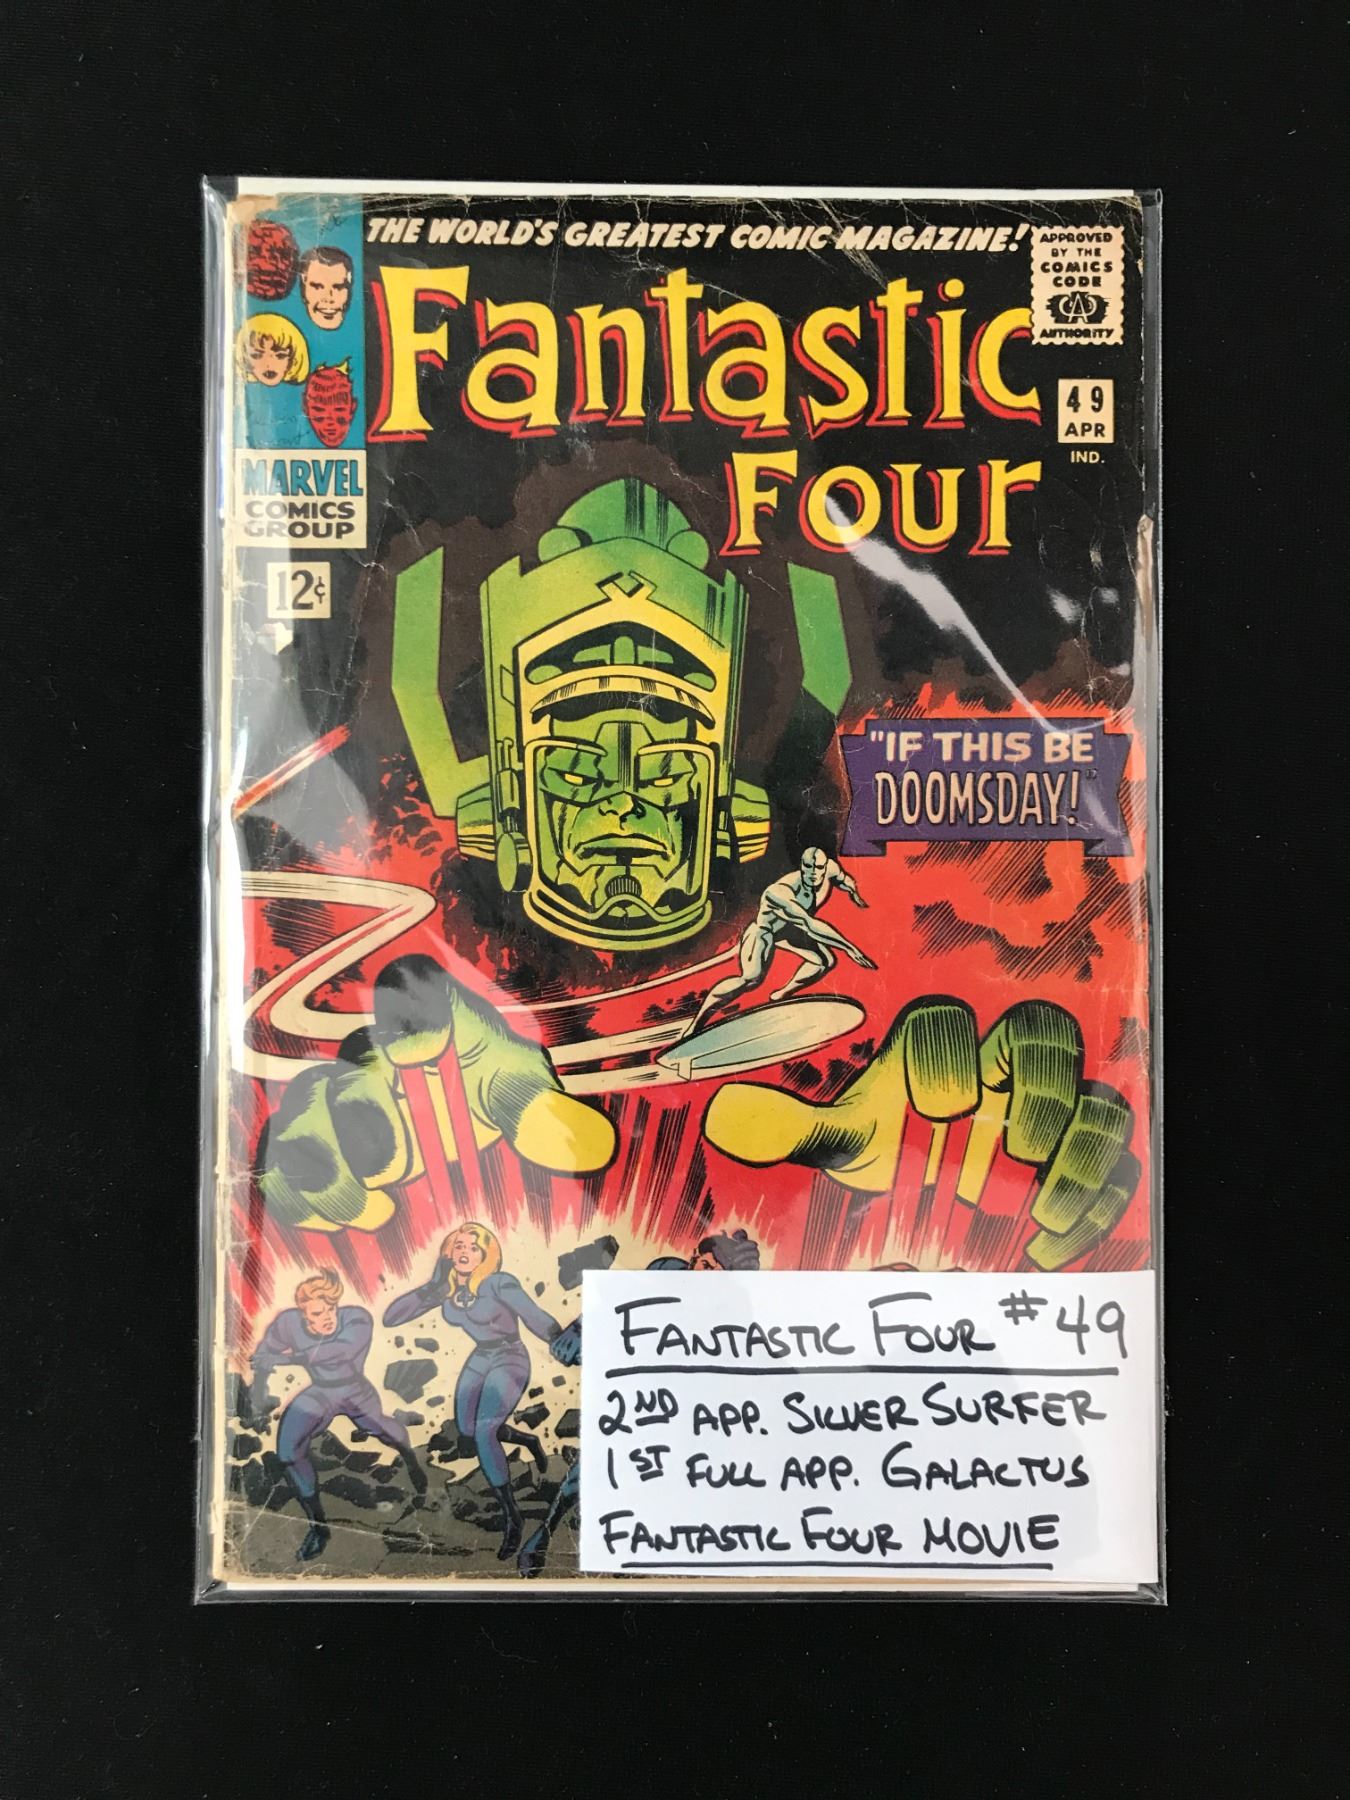 THE WORLD'S GREATEST COMIC MAGAZINE!
APPROVED
BY THE
COMICS
CODE
CA
AUTHORITY
Fantastic
Four
49
APR
IND.
MARVEL
COMICS
GROUP
12¢
"IF THIS BE
DOOMSDAY!"
FANTASTIC FOUR #49
2ND APP. SILVER SURFER
1ST FULL APP. GALACTUS
FANTASTIC FOUR MOVIE